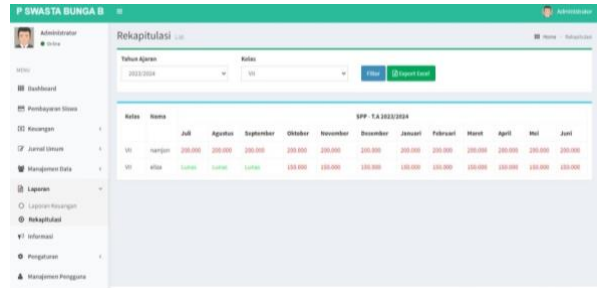 P SWASTA BUNGA B
Administrator
Administrator
Online
Rekapitulasi
Home - Rekapitulasi
MENU
Dashboard
Pembayaran Siswa
Keuangan
Jurnal Umum
Manajemen Data
Laporan
Laporan Keuangan
Rekapitulasi
Informasi
Pengaturan
Manajemen Pengguna
Tahun Ajaran Kelas
2023/2024 VII Filter Export Excel
Kelas Nama SPP - T.A 2023/2024
Juli Agustus September Oktober November Desember Januari Februari Maret April Mei Juni
VII namjun 200.000 200.000 200.000 200.000 200.000 200.000 200.000 200.000 200.000 200.000 200.000 200.000
VII elisa Lunas Lunas Lunas 150.000 150.000 150.000 150.000 150.000 150.000 150.000 150.000 150.000